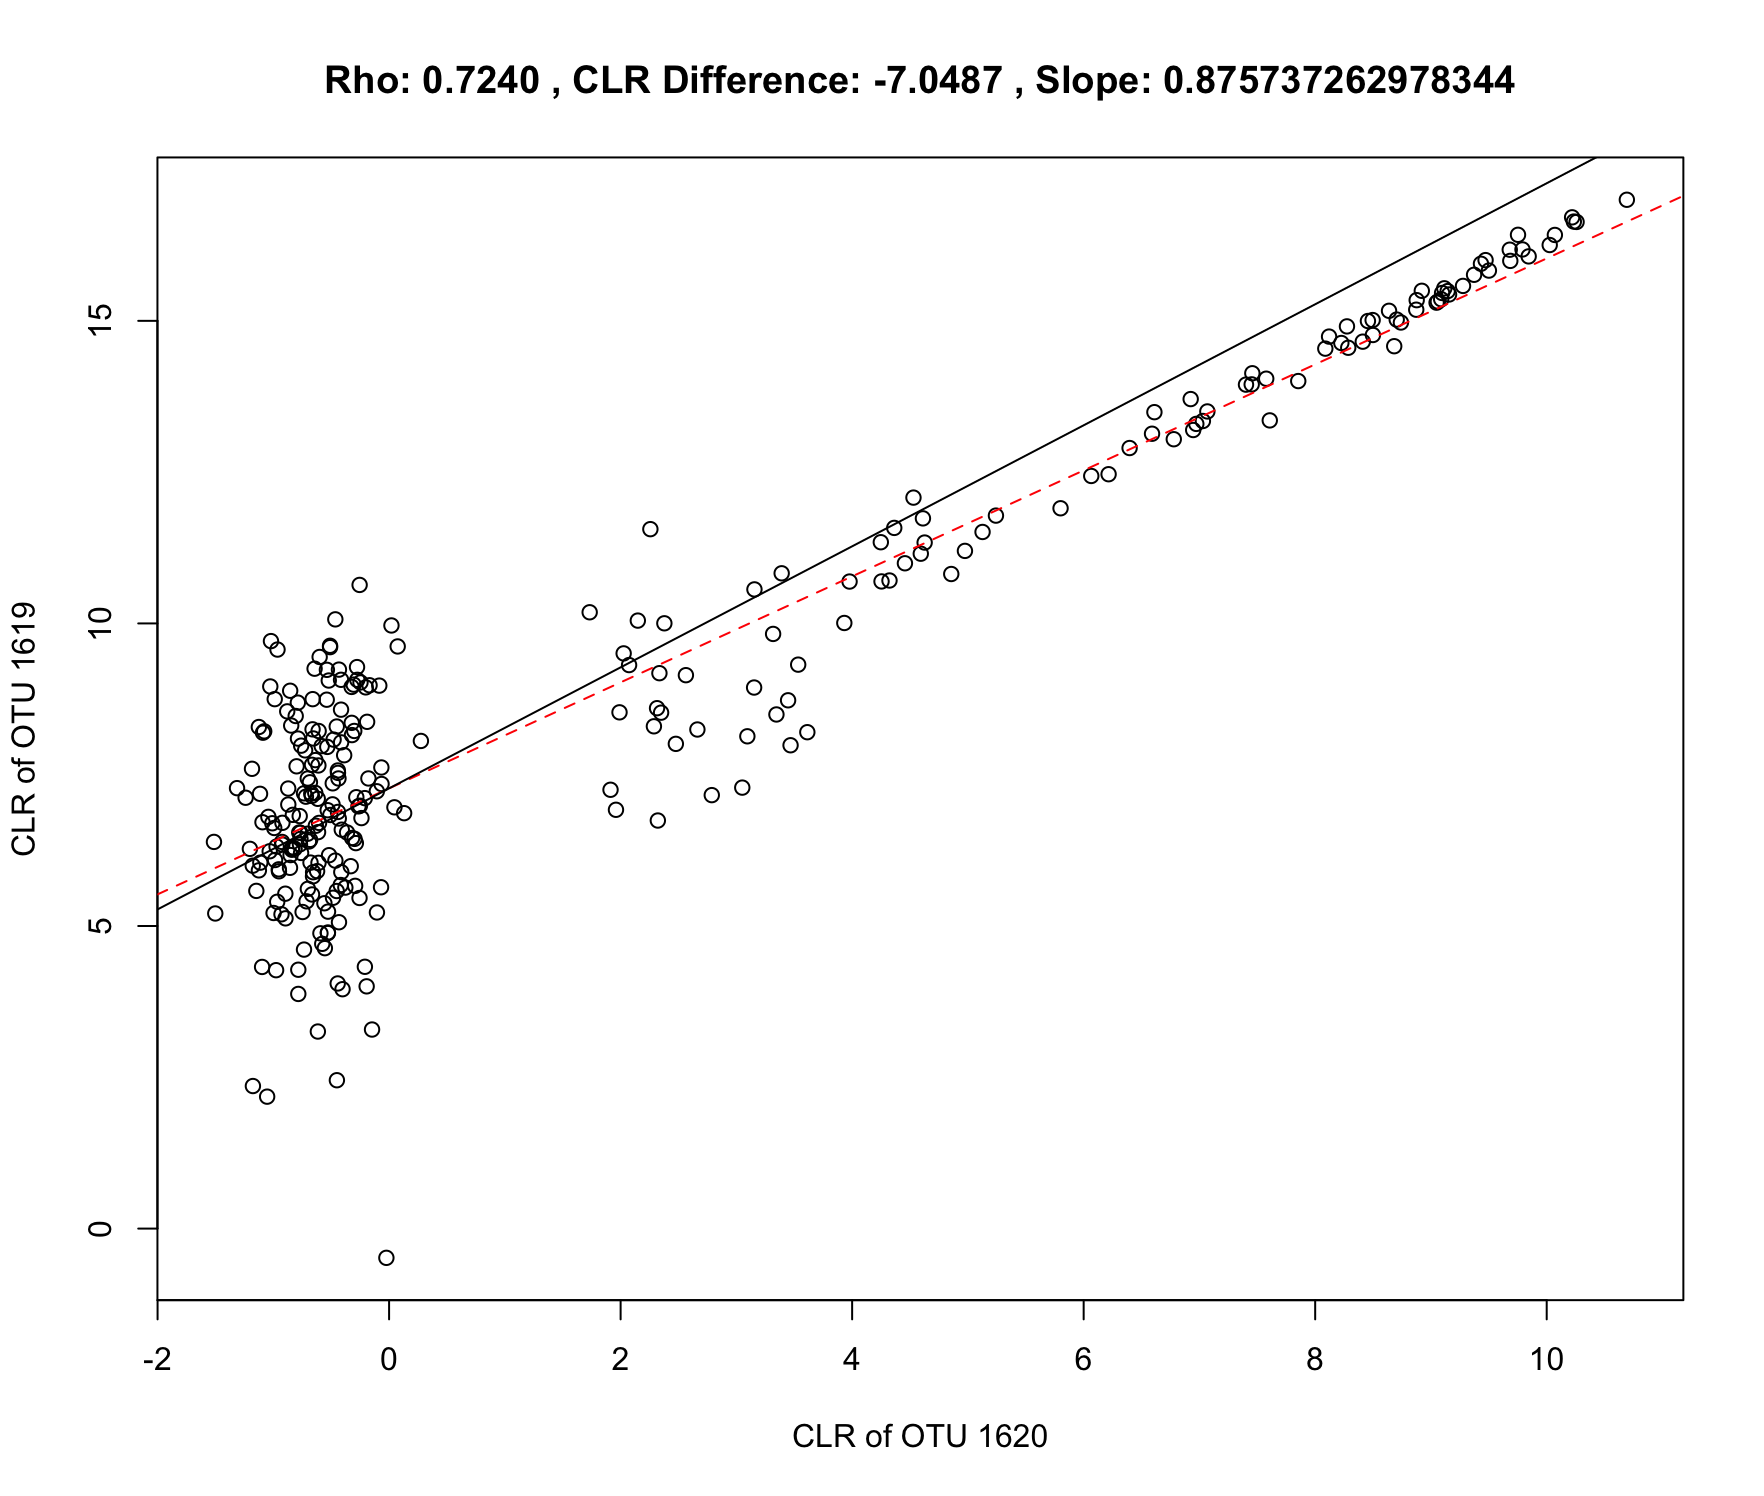 Rho: 0.7240 , CLR Difference: -7.0487 , Slope: 0.875737262978344
CLR of OTU 1619
15
10
5
0
-2 0 2 4 6 8 10
CLR of OTU 1620